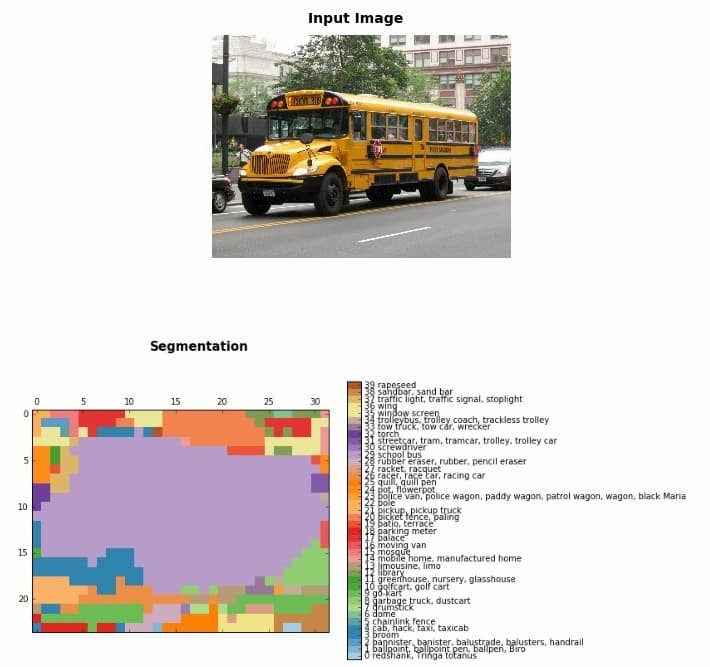 Input Image
SCHOOL BUS
Segmentation
0 5 10 15 20 25 30
0
5
10
15
20
39 rapeseed
38 sandbar, sand bar
37 traffic light, traffic signal, stoplight
36 wing
35 window screen
34 trolleybus, trolley coach, trackless trolley
33 tow truck, tow car, wrecker
32 torch
31 streetcar, tram, tramcar, trolley, trolley car
30 screwdriver
29 school bus
28 rubber eraser, rubber, pencil eraser
27 racket, racquet
26 racer, race car, racing car
25 quill, quill pen
24 pot, flowerpot
23 police van, police wagon, paddy wagon, patrol wagon, wagon, black Maria
22 pole
21 pickup, pickup truck
20 picket fence, paling
19 patio, terrace
18 parking meter
17 palace
16 moving van
15 mosque
14 mobile home, manufactured home
13 limousine, limo
12 library
11 greenhouse, nursery, glasshouse
10 golfcart, golf cart
9 go-kart
8 garbage truck, dustcart
7 drumstick
6 dome
5 chainlink fence
4 cab, hack, taxi, taxicab
3 broom
2 bannister, banister, balustrade, balusters, handrail
1 ballpoint, ballpoint pen, ballpen, Biro
0 redshank, Tringa totanus